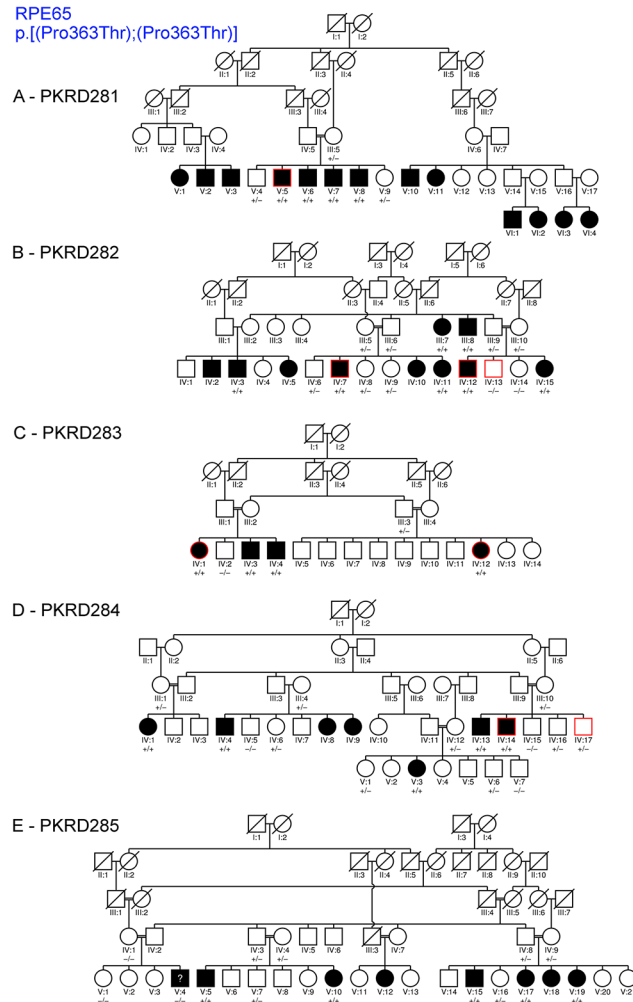 RPE65
p.[(Pro363Thr);(Pro363Thr)]
I:1 I:2
II:1 II:2 II:3 II:4 II:5 II:6
A - PKRD281
III:1 III:2 III:3 III:4 III:6 III:7
IV:1 IV:2 IV:3 IV:4 IV:5 III:5 IV:6 IV:7
+/−
V:1 V:2 V:3 V:4 V:5 V:6 V:7 V:8 V:9 V:10 V:11 V:12 V:13 V:14 V:15 V:16 V:17
+/− +/+ +/+ +/+ +/+ +/−
VI:1 VI:2 VI:3 VI:4
B - PKRD282
I:1 I:2 I:3 I:4 I:5 I:6
II:1 II:2 II:3 II:4 II:5 II:6 II:7 II:8
III:1 III:2 III:3 III:4 III:5 III:6 III:7 III:8 III:9 III:10
+/− +/− +/+ +/+ +/− +/−
IV:1 IV:2 IV:3 IV:4 IV:5 IV:6 IV:7 IV:8 IV:9 IV:10 IV:11 IV:12 IV:13 IV:14 IV:15
+/+ +/− +/+ +/− +/− +/+ +/+ −/− −/− +/+
C - PKRD283
I:1 I:2
II:1 II:2 II:3 II:4 II:5 II:6
III:1 III:2 III:3 III:4
+/−
IV:1 IV:2 IV:3 IV:4 IV:5 IV:6 IV:7 IV:8 IV:9 IV:10 IV:11 IV:12 IV:13 IV:14
+/+ −/− +/+ +/+ +/+
D - PKRD284
I:1 I:2
II:1 II:2 II:3 II:4 II:5 II:6
III:1 III:2 III:3 III:4 III:5 III:6 III:7 III:8 III:9 III:10
+/− +/− +/−
IV:1 IV:2 IV:3 IV:4 IV:5 IV:6 IV:7 IV:8 IV:9 IV:10 IV:11 IV:12 IV:13 IV:14 IV:15 IV:16 IV:17
+/+ +/+ −/− +/− +/− +/+ +/+ −/− +/− +/−
V:1 V:2 V:3 V:4 V:5 V:6 V:7
+/− +/+ +/− −/−
E - PKRD285
I:1 I:2 I:3 I:4
II:1 II:2 II:3 II:4 II:5 II:6 II:7 II:8 II:9 II:10
III:1 III:2 III:4 III:5 III:6 III:7
IV:1 IV:2 IV:3 IV:4 IV:5 IV:6 III:3 IV:7 IV:8 IV:9
−/− +/− +/− +/− +/−
?
V:1 V:2 V:3 V:4 V:5 V:6 V:7 V:8 V:9 V:10 V:11 V:12 V:13 V:14 V:15 V:16 V:17 V:18 V:19 V:20